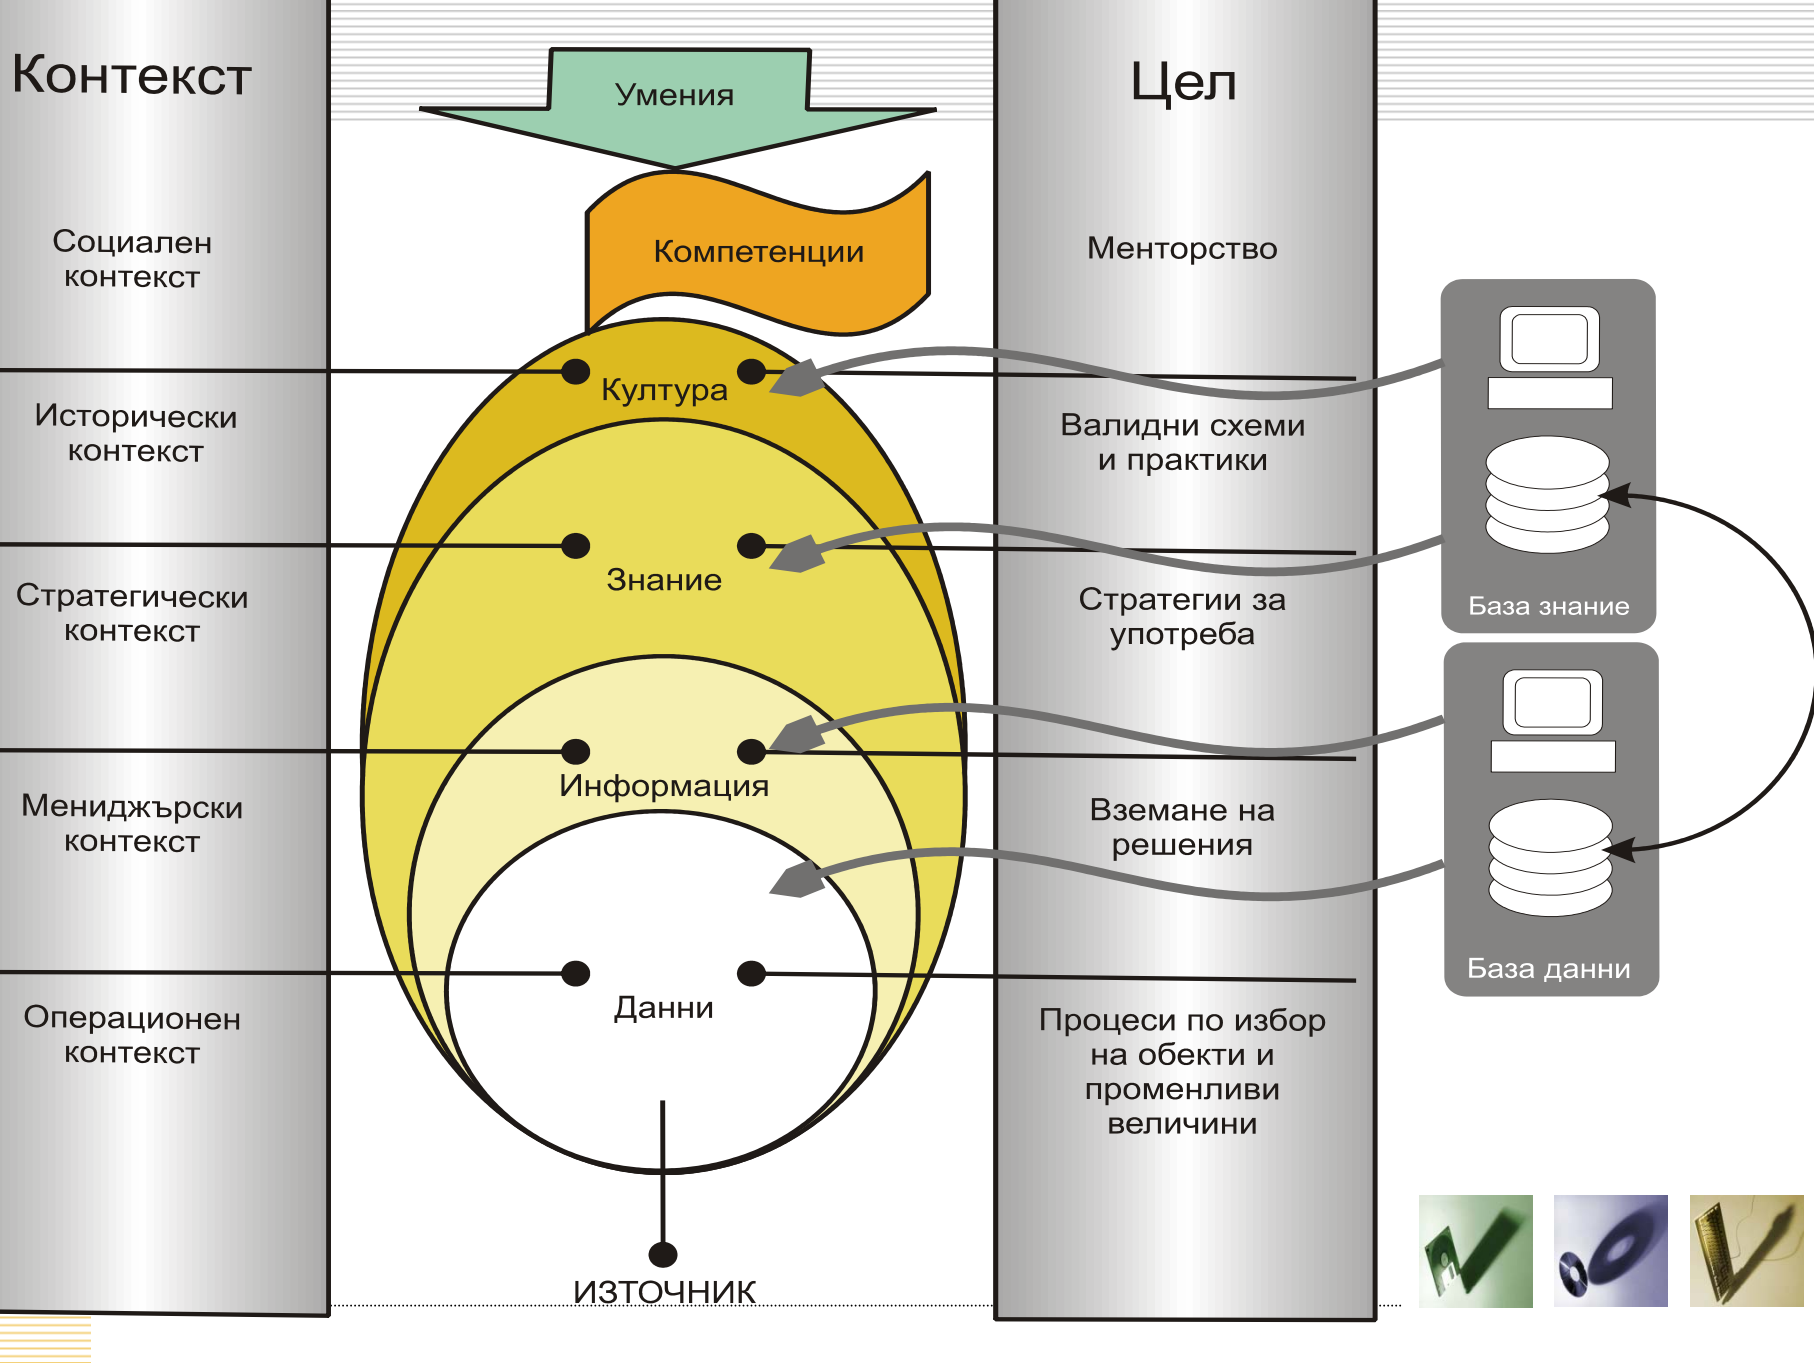 Контекст
Социален
контекст
Исторически
контекст
Стратегически
контекст
Мениджърски
контекст
Операционен
контекст
Умения
Компетенции
Култура
Знание
Информация
Данни
ИЗТОЧНИК
Цел
Менторство
Валидни схеми
и практики
Стратегии за
употреба
Вземане на
решения
Процеси по избор
на обекти и
променливи
величини
База знание
База данни